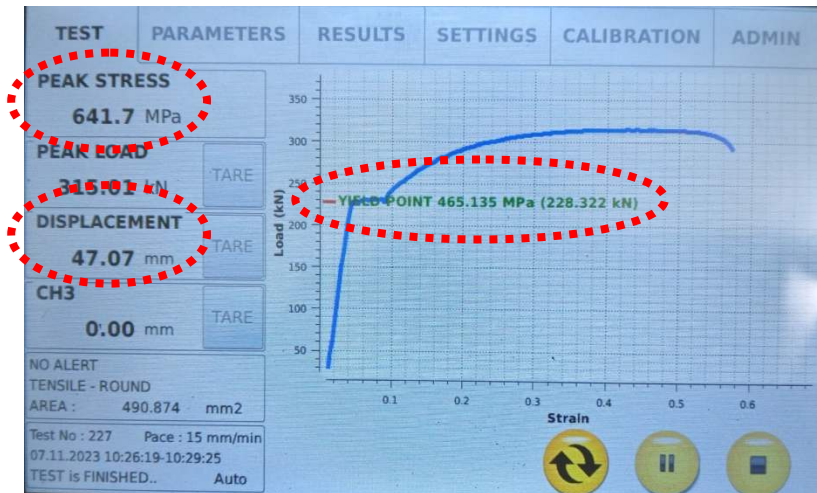 TEST PARAMETERS RESULTS SETTINGS CALIBRATION ADMIN
PEAK STRESS
641.7 MPa
PEAK LOAD
315.01 kN
TARE
DISPLACEMENT
47.07 mm
TARE
CH3
0.00 mm
TARE
NO ALERT
TENSILE - ROUND
AREA : 490.874 mm2
Test No : 227 Pace : 15 mm/min
07.11.2023 10:26:19-10:29:25
TEST is FINISHED.. Auto
Load (kN)
350
300
250
200
150
100
50
YIELD POINT 465.135 MPa (228.322 kN)
0.1 0.2 0.3 0.4 0.5 0.6
Strain